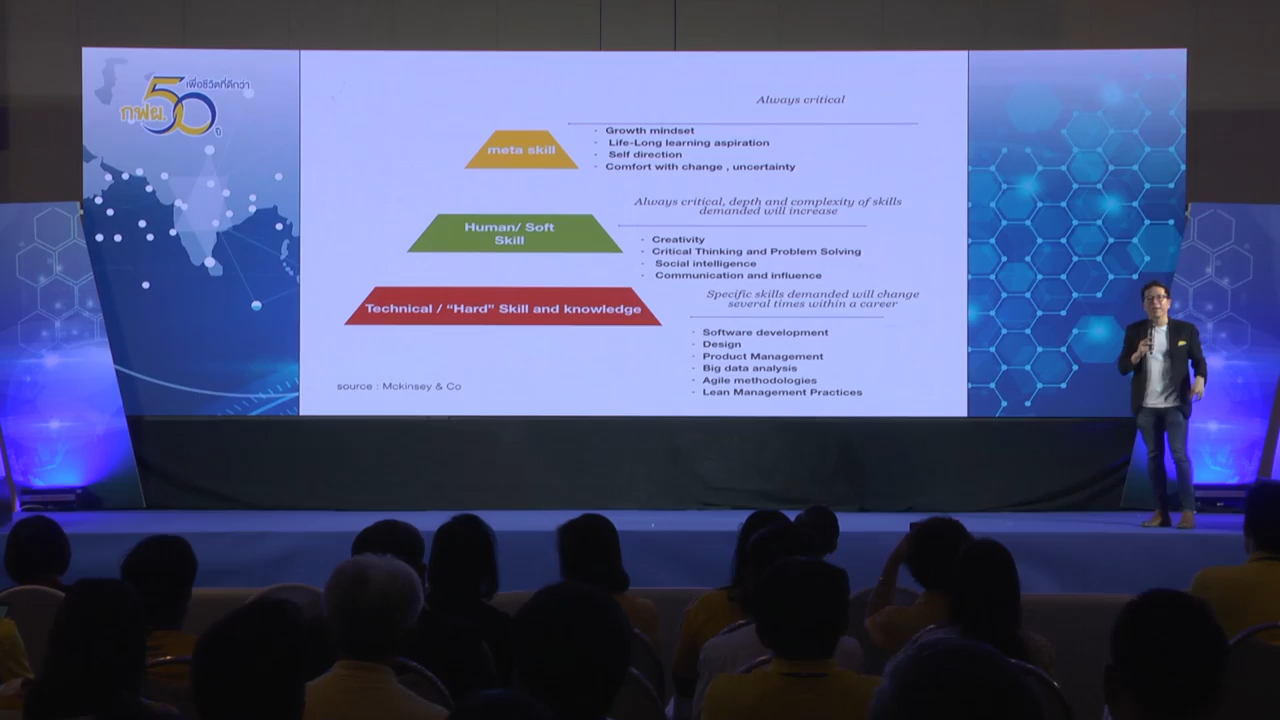 เพื่อชีวิตที่ดีกว่า
กฟผ. 50 ปี
Always critical
meta skill
· Growth mindset
· Life-Long learning aspiration
· Self direction
· Comfort with change , uncertainty
Always critical, depth and complexity of skills
demanded will increase
Human/ Soft
Skill
· Creativity
· Critical Thinking and Problem Solving
· Social intelligence
· Communication and influence
Technical / “Hard” Skill and knowledge
Specific skills demanded will change
several times within a career
· Software development
· Design
· Product Management
· Big data analysis
· Agile methodologies
· Lean Management Practices
source : Mckinsey & Co